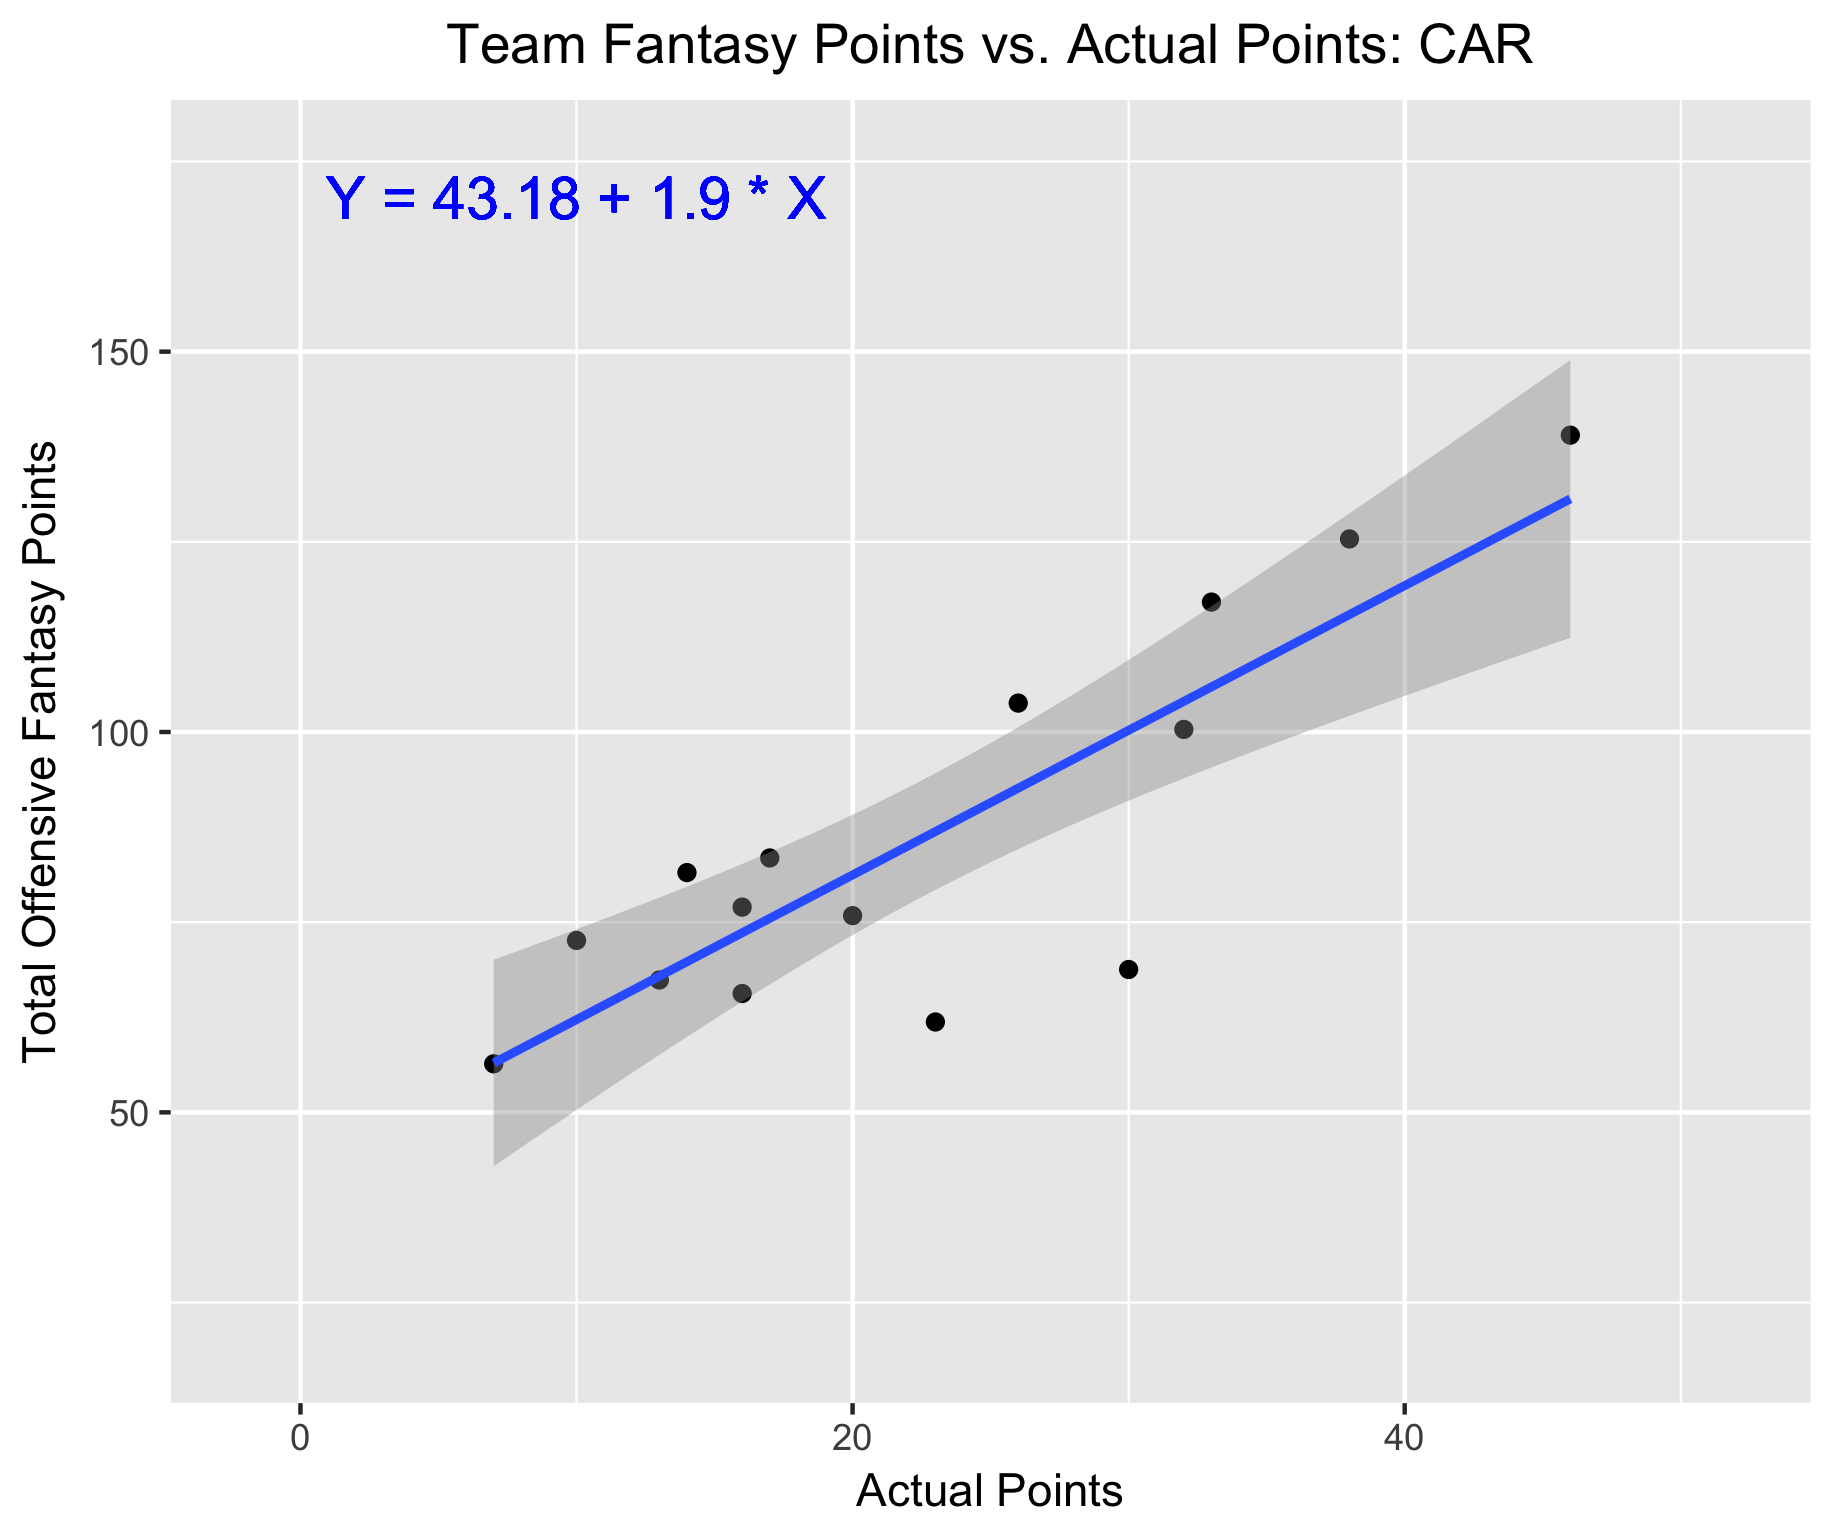 Team Fantasy Points vs. Actual Points: CAR
Y = 43.18 + 1.9 * X
Total Offensive Fantasy Points
150
100
50
0
20
40
Actual Points